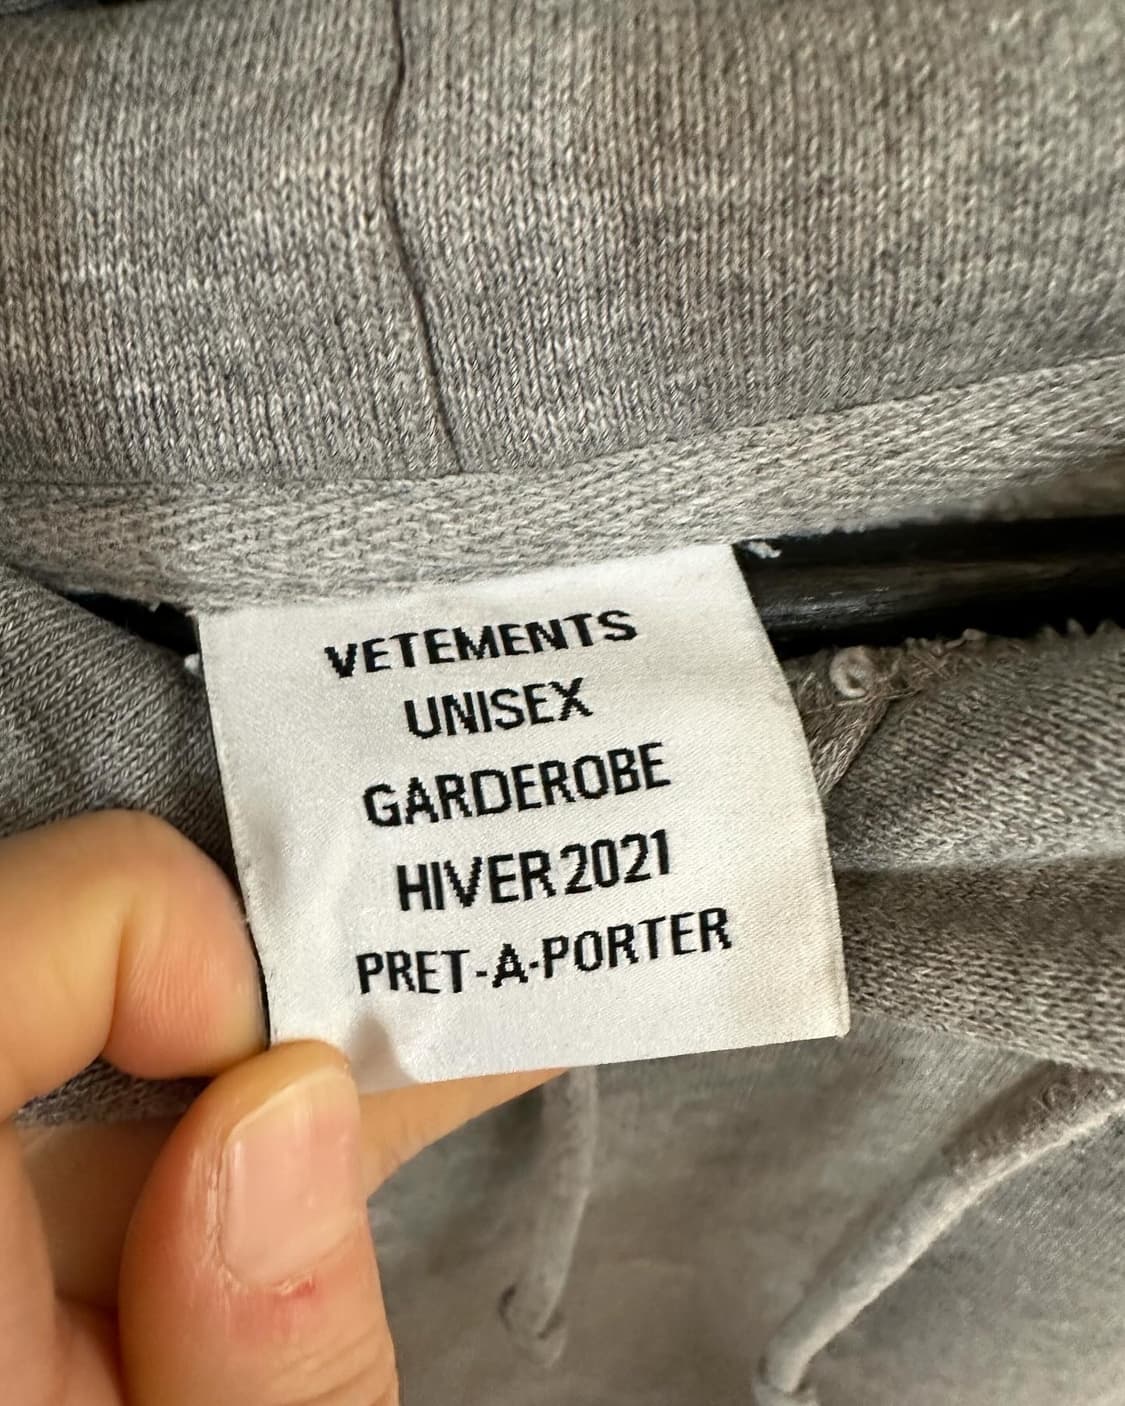 VETEMENTS
UNISEX
GARDEROBE
HIVER 2021
PRET-A-PORTER